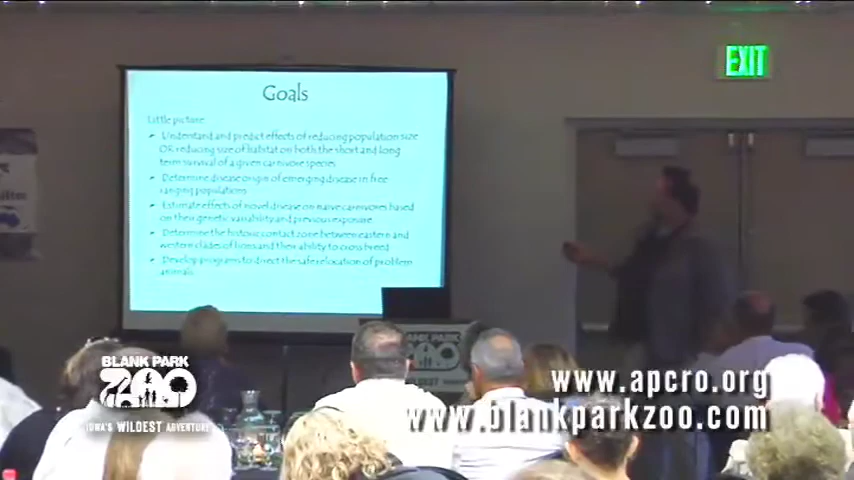 EXIT
Goals
Little picture
Understand and predict effects of reducing population size
OR reducing size of habitat on both the short and long
term survival of a given carnivore species
Determine disease origin of emerging disease in free
ranging populations
Estimate effects of novel disease on naive carnivores based
on their genetic variability and previous exposure
Determine the historic contact zone between eastern and
western clades of lions and their ability to cross breed
Develop programs to direct the safe relocation of problem
animals
BLANK PARK
ZOO
BLANK PARK
ZOO
IOWA'S WILDEST ADVENTURE
www.apcro.org
www.blankparkzoo.com